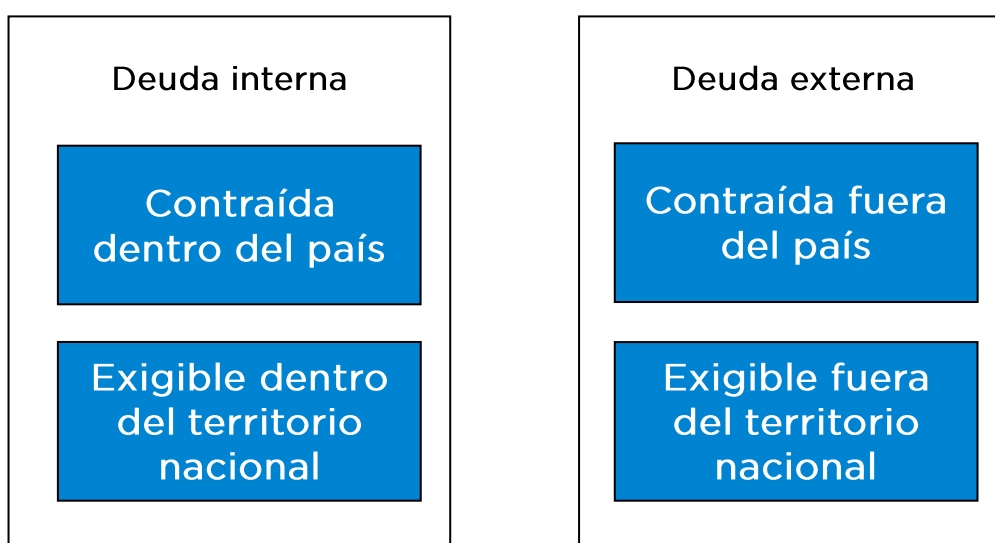 Deuda interna
Contraída
dentro del país
Exigible dentro
del territorio
nacional
Deuda externa
Contraída fuera
del país
Exigible fuera
del territorio
nacional